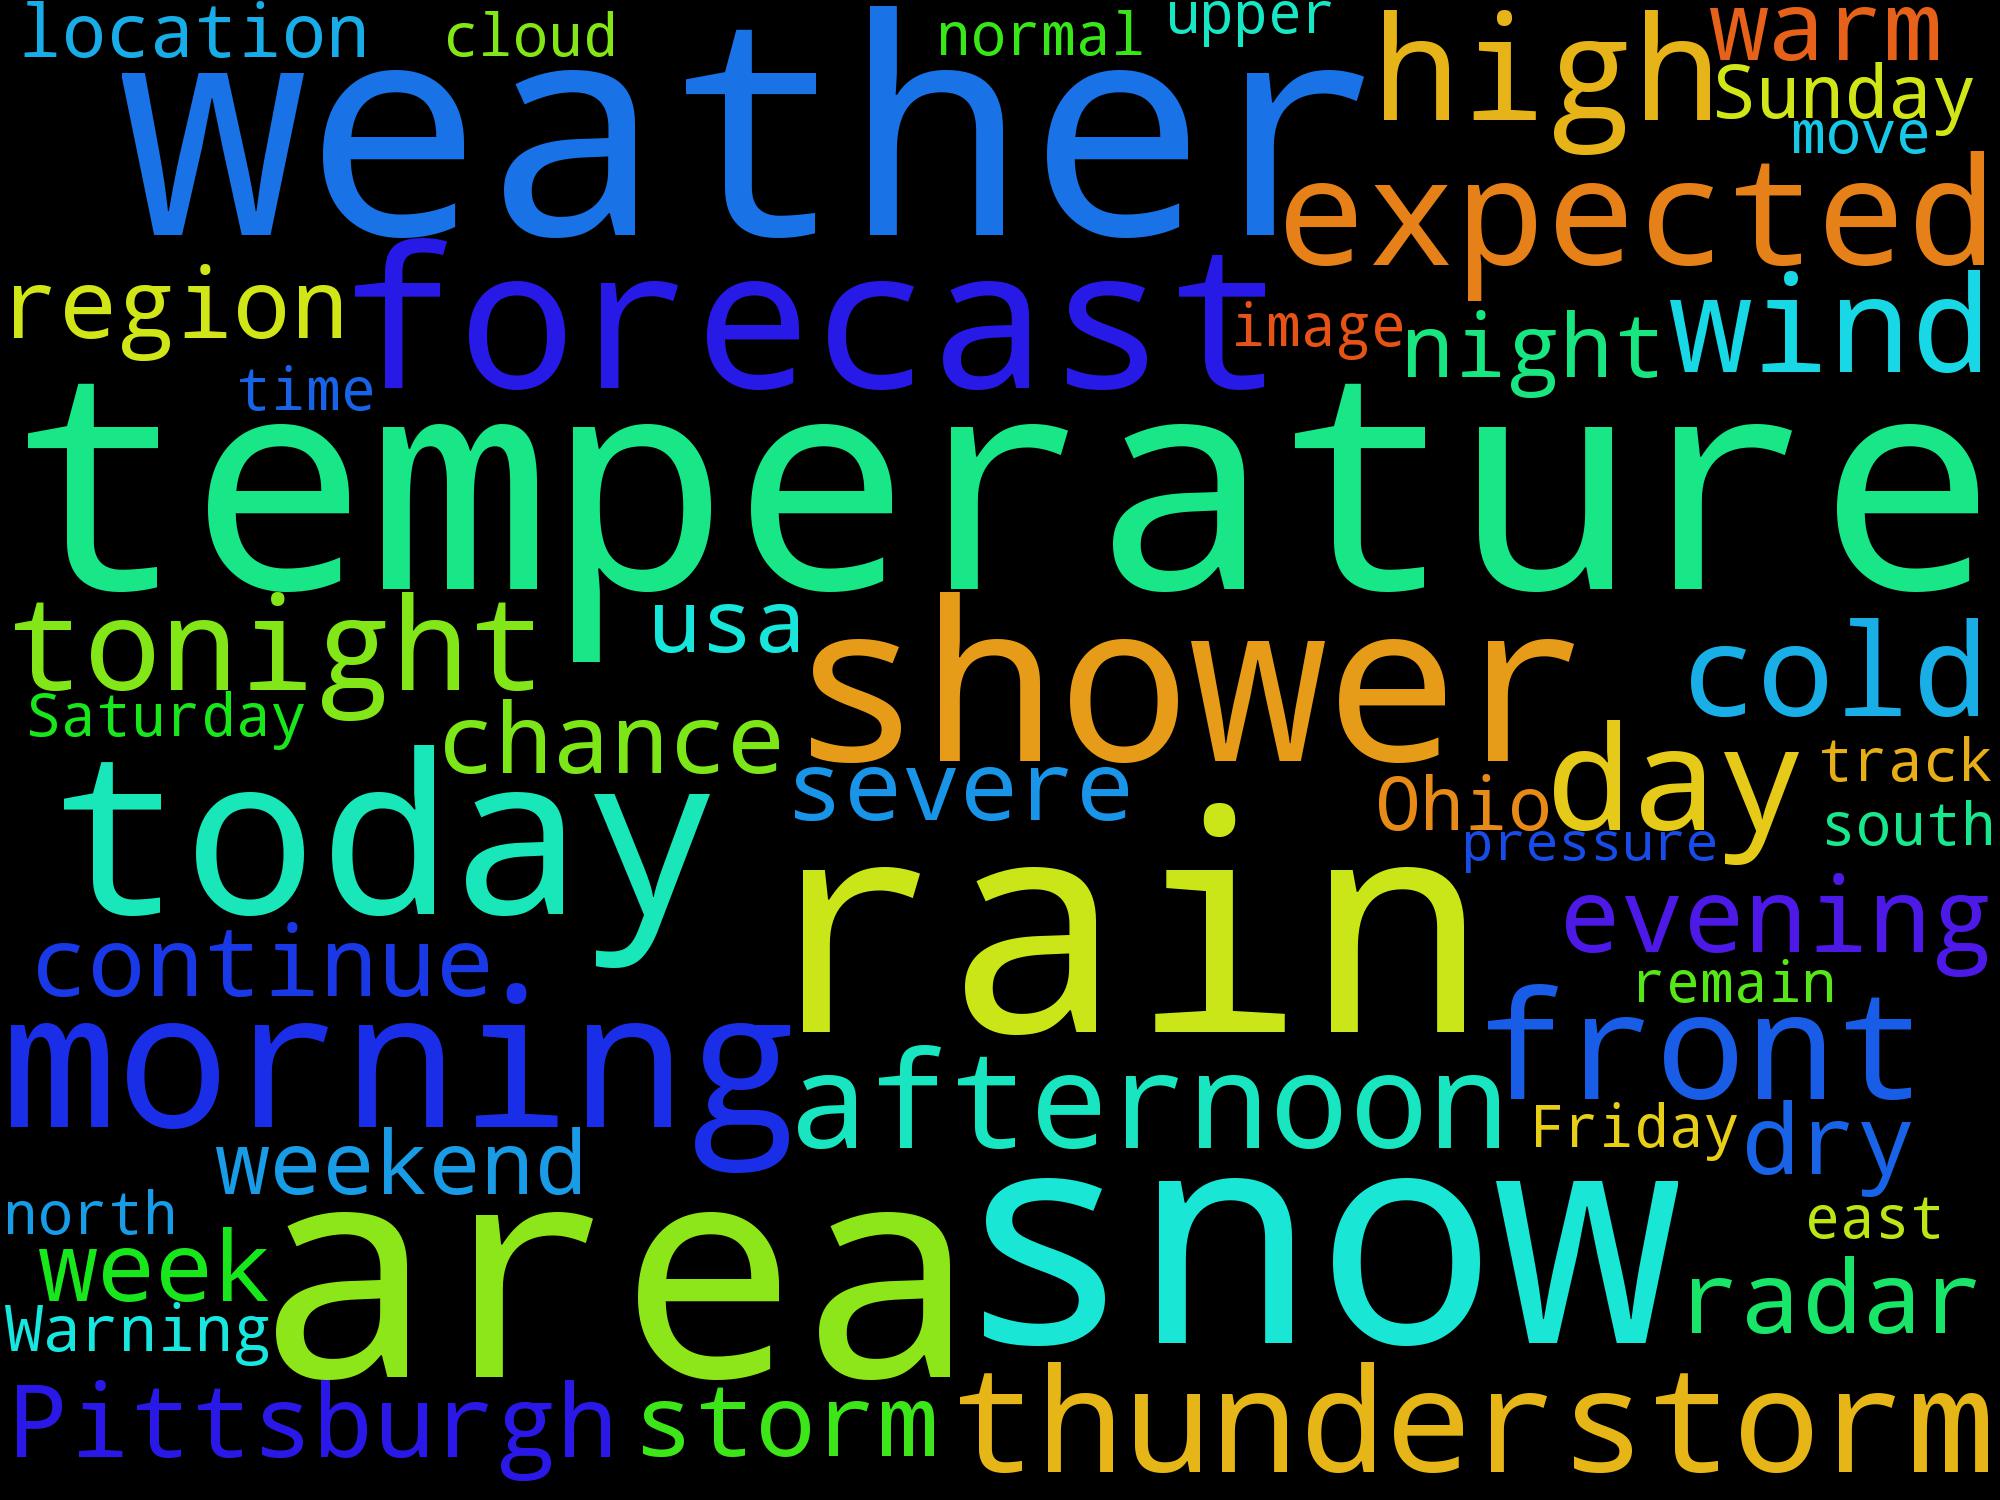 location cloud normal upper warm
weather high Sunday
move
expected
region forecast image night wind
time
temperature
tonight usa shower cold
Saturday chance
today severe Ohio day track
pressure south
rain evening
continue remain
morning afternoon front
Friday dry
weekend
north snow east
week area radar
Warning
Pittsburgh storm thunderstorm